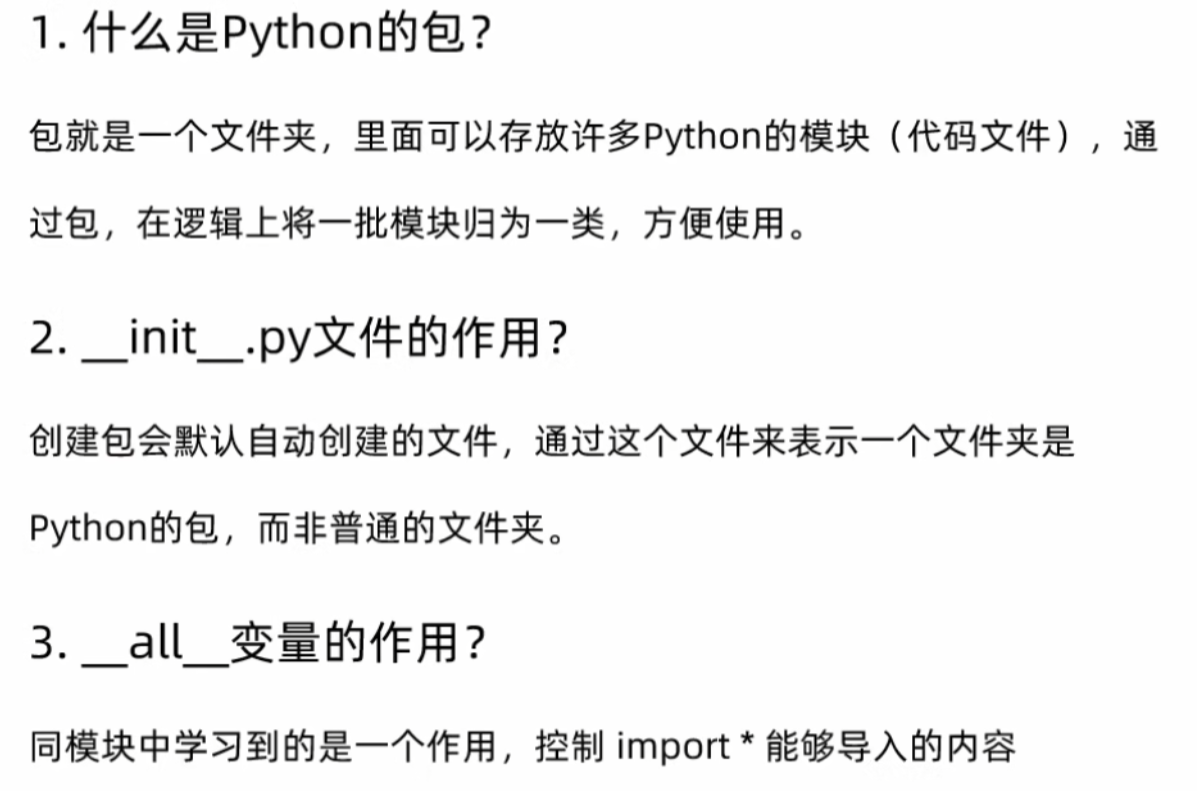 1. 什么是Python的包?
包就是一个文件夹，里面可以存放许多Python的模块（代码文件），通
过包，在逻辑上将一批模块归为一类，方便使用。
2. __init__.py文件的作用?
创建包会默认自动创建的文件，通过这个文件来表示一个文件夹是
Python的包，而非普通的文件夹。
3. __all__变量的作用?
同模块中学习到的是一个作用，控制 import * 能够导入的内容